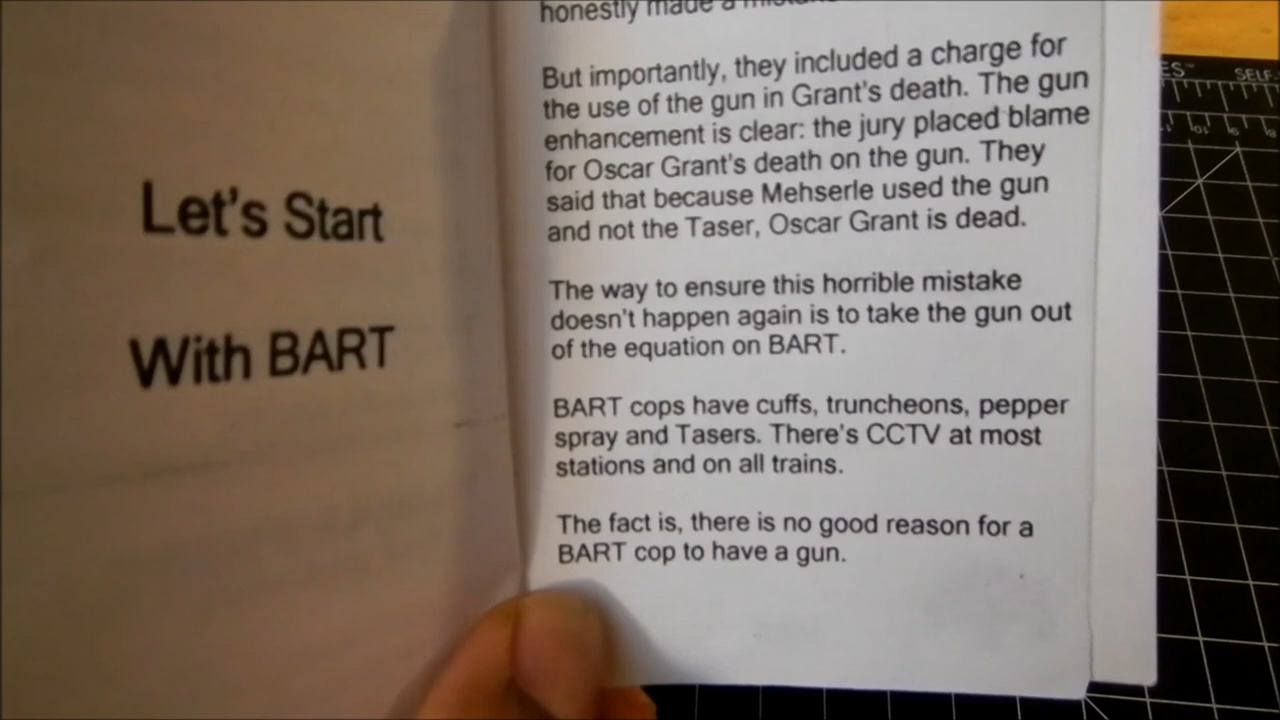 Let's Start
With BART
honestly made a
But importantly, they included a charge for
the use of the gun in Grant's death. The gun
enhancement is clear: the jury placed blame
for Oscar Grant's death on the gun. They
said that because Mehserle used the gun
and not the Taser, Oscar Grant is dead.
The way to ensure this horrible mistake
doesn't happen again is to take the gun out
of the equation on BART.
BART cops have cuffs, truncheons, pepper
spray and Tasers. There's CCTV at most
stations and on all trains.
The fact is, there is no good reason for a
BART cop to have a gun.
SELF-